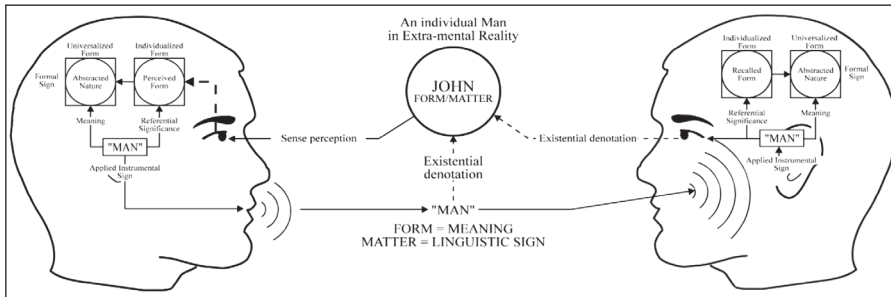 An individual Man
in Extra-mental Reality
Universalized
Form
Individualized
Form
Formal
Sign
Abstracted
Nature
Perceived
Form
Meaning
Referential
Significance
"MAN"
Applied Instrumental
Sign
Sense perception
JOHN
FORM/MATTER
Existential
denotation
Existential denotation
"MAN"
FORM = MEANING
MATTER = LINGUISTIC SIGN
Individualized
Form
Universalized
Form
Recalled
Form
Abstracted
Nature
Formal
Sign
Referential
Significance
Meaning
"MAN"
Applied Instrumental
Sign